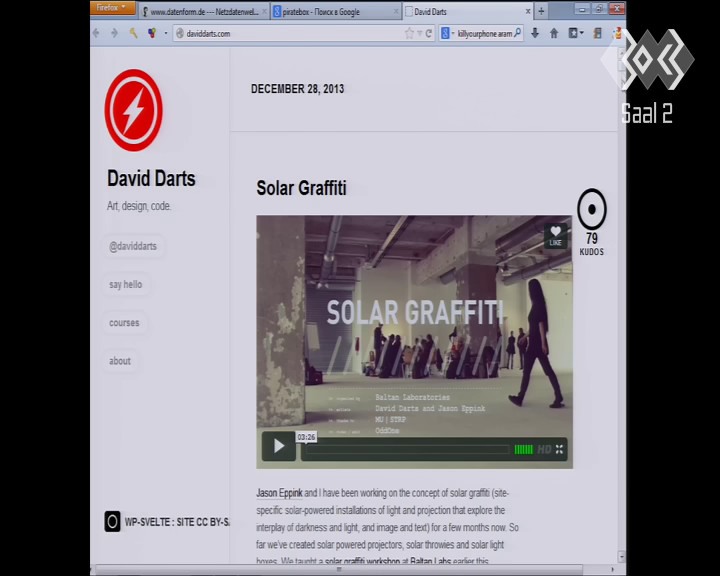 Firefox
www.datenform.de --- Netzdatenwel...
piratebox - Поиск в Google
David Darts
daviddarts.com
killyourphone.aram
Saal 2
DECEMBER 28, 2013
David Darts
Art, design, code.
@daviddarts
say hello
courses
about
Solar Graffiti
LIKE
79
KUDOS
SOLAR GRAFFITI
Baltan Laboratories
David Darts and Jason Eppink
MU | STRP
OddOne
03:26
HD
Jason Eppink and I have been working on the concept of solar graffiti (site-
specific solar-powered installations of light and projection that explore the
interplay of darkness and light, and image and text) for a few months now. So
far we've created solar powered projectors, solar throwies and solar light
boxes. We taught a solar graffiti workshop at Baltan Labs earlier this
WP-SVELTE : SITE CC BY-S